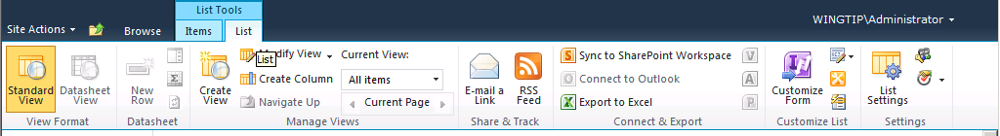 List Tools
Site Actions Browse Items List WINGTIP\Administrator
Standard View
Datasheet View
New Row
Create View
Modify View
List
Create Column
Navigate Up
Current View:
All items
Current Page
E-mail a Link
RSS Feed
Sync to SharePoint Workspace
Connect to Outlook
Export to Excel
Customize Form
List Settings
View Format Datasheet Manage Views Share & Track Connect & Export Customize List Settings